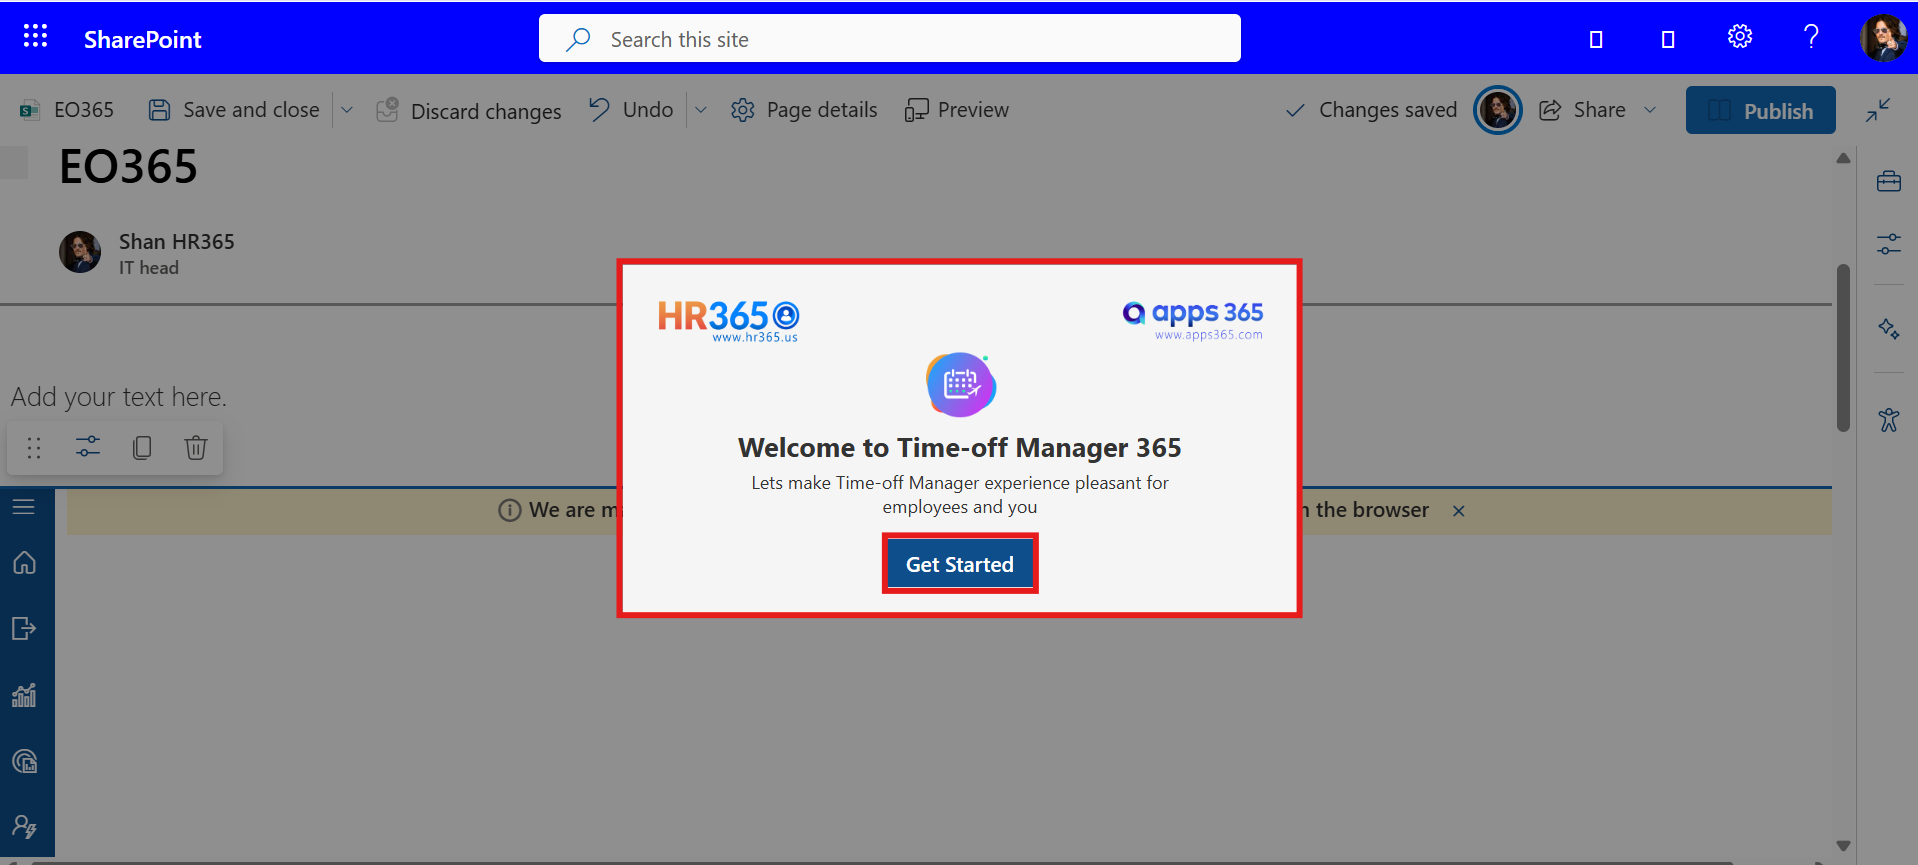 SharePoint
Search this site
EO365
Save and close
Discard changes
Undo
Page details
Preview
Changes saved
Share
Publish
EO365
Shan HR365
IT head
HR365
www.hr365.us
apps 365
www.apps365.com
Add your text here.
Welcome to Time-off Manager 365
Lets make Time-off Manager experience pleasant for
employees and you
We are m
n the browser
Get Started